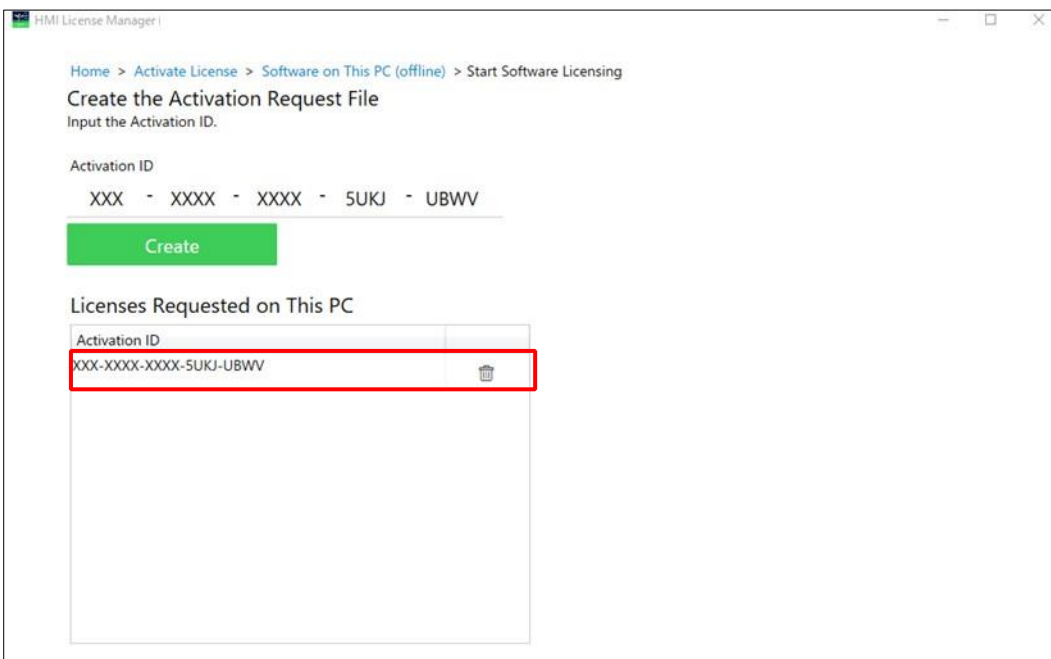 HMI License Manager
Home > Activate License > Software on This PC (offline) > Start Software Licensing
Create the Activation Request File
Input the Activation ID.
Activation ID
XXX - XXXX - XXXX - 5UKJ - UBWV
Create
Licenses Requested on This PC
Activation ID
XXX-XXXX-XXXX-5UKJ-UBWV